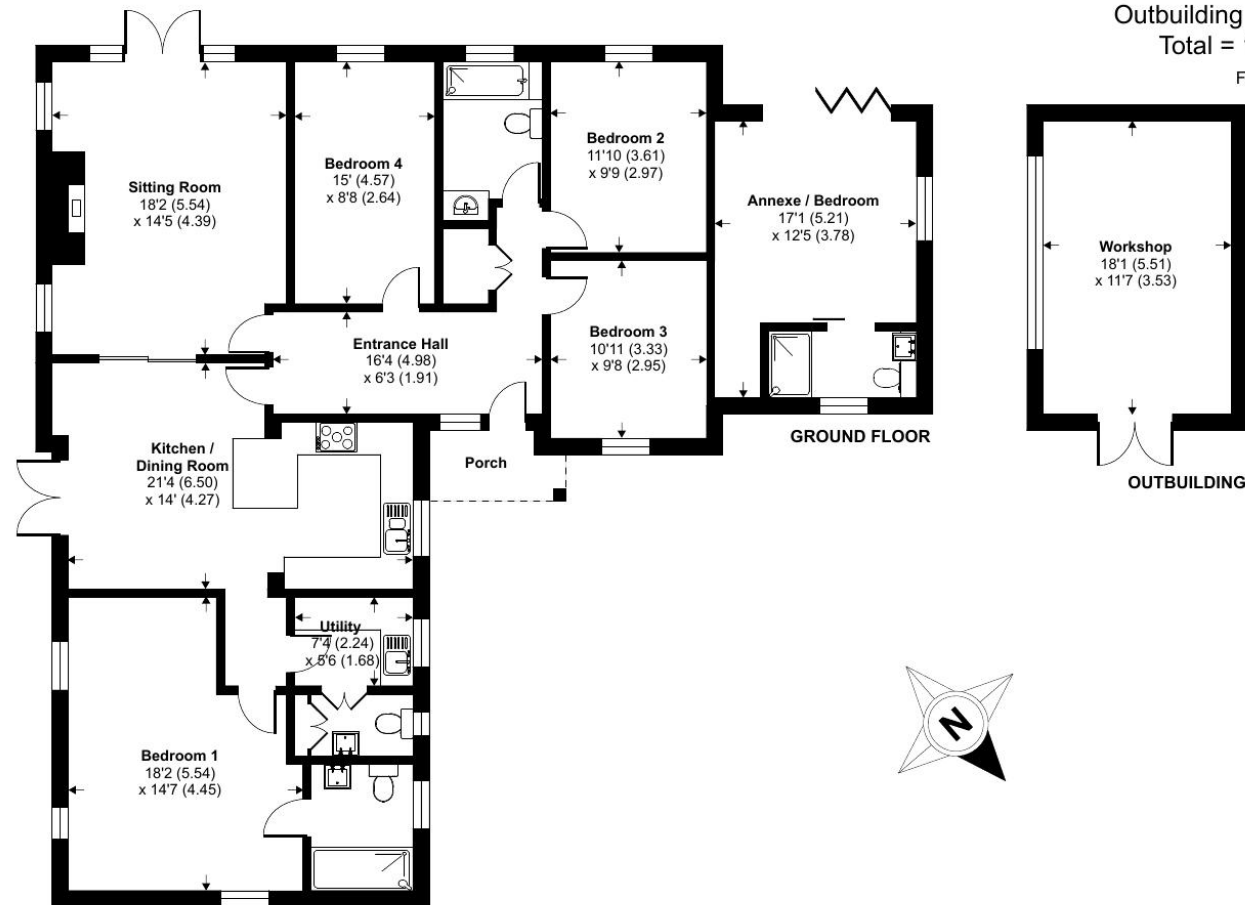 Outbuilding
Total =
F
Sitting Room
18'2 (5.54)
x 14'5 (4.39)
Bedroom 4
15' (4.57)
x 8'8 (2.64)
Bedroom 2
11'10 (3.61)
x 9'9 (2.97)
Annexe / Bedroom
17'1 (5.21)
x 12'5 (3.78)
Workshop
18'1 (5.51)
x 11'7 (3.53)
Entrance Hall
16'4 (4.98)
x 6'3 (1.91)
Bedroom 3
10'11 (3.33)
x 9'8 (2.95)
GROUND FLOOR
Kitchen /
Dining Room
21'4 (6.50)
x 14' (4.27)
Porch
OUTBUILDING
Utility
7'4 (2.24)
x 5'6 (1.68)
N
Bedroom 1
18'2 (5.54)
x 14'7 (4.45)